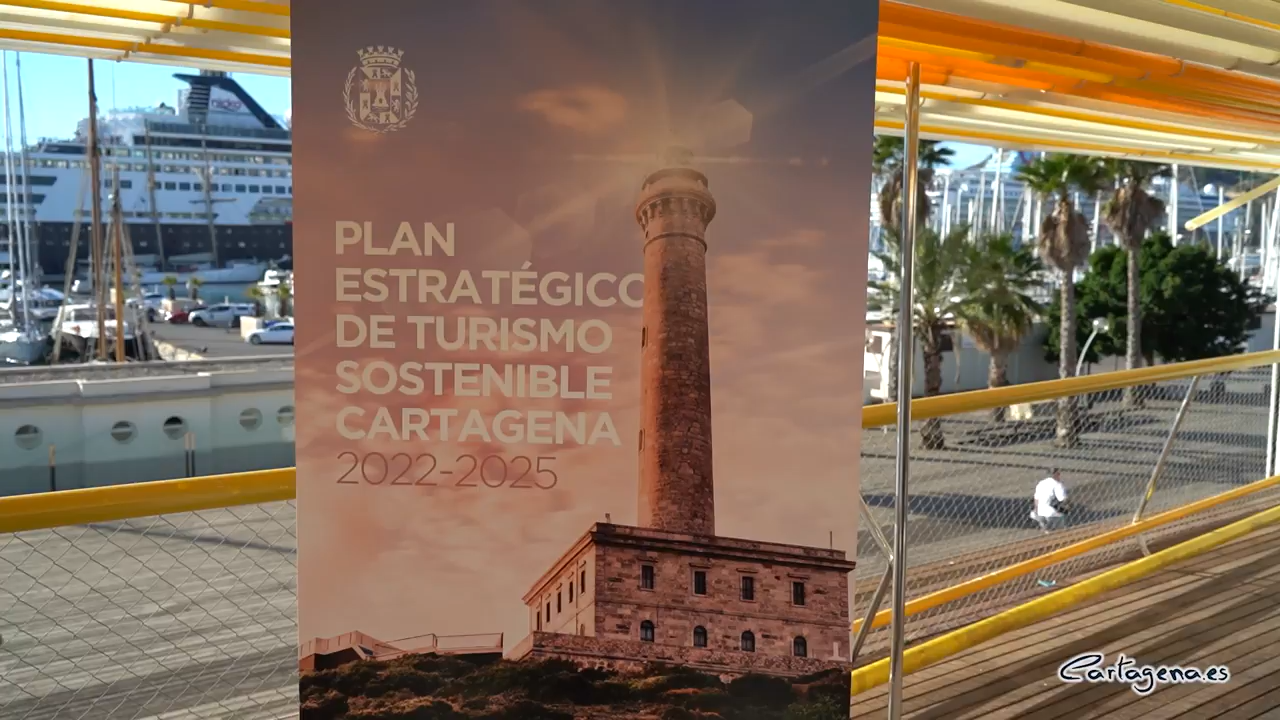 PLAN
ESTRATÉGICO
DE TURISMO
SOSTENIBLE
CARTAGENA
2022-2025
Cartagena.es